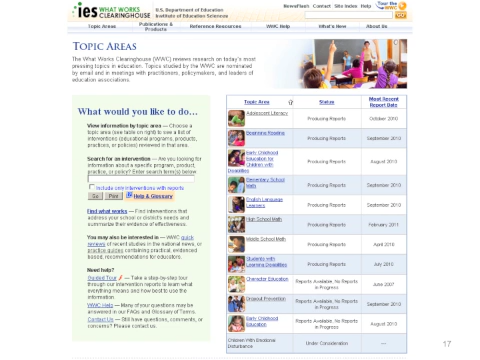 Newsflash Contact Site Index Help Tour the WWC
ies WHAT WORKS CLEARINGHOUSE
U.S. Department of Education
Institute of Education Sciences
GO
Topic Areas Publications & Products Reference Resources WWC Help What's New About Us
TOPIC AREAS
The What Works Clearinghouse (WWC) reviews research on today's most
pressing topics in education. Topics studied by the WWC are nominated
by email and in meetings with practitioners, policymakers, and leaders of
education associations.
What would you like to do...
View information by topic area — Choose a
topic area (see table on right) to see a list of
interventions (educational programs, products,
practices, or policies) reviewed in that area.
Search for an intervention — Are you looking for
information about a specific program, product,
practice, or policy? Enter search term(s) below
Include only interventions with reports
Go Print Help & Glossary
Find what works — Find interventions that
address your school or district's needs and
summarize their evidence of effectiveness.
You may also be interested in — WWC quick
reviews of recent studies in the national news, or
practice guides containing practical, evidenced
based, recommendations for educators.
Need help?
Guided Tour — Take a step-by-step tour
through our intervention reports to learn what
everything means and how best to use the
information.
WWC Help — Many of your questions may be
answered in our FAQs and Glossary of Terms.
Contact Us — Still have questions, comments, or
concerns? Please contact us.
Topic Area Status Most Recent Report Date
Adolescent Literacy Producing Reports October 2010
Beginning Reading Producing Reports September 2010
Early Childhood Education for Children with Disabilities Producing Reports August 2010
Elementary School Math Producing Reports September 2010
English Language Learners Producing Reports September 2010
High School Math Producing Reports February 2011
Middle School Math Producing Reports April 2010
Students with Learning Disabilities Producing Reports July 2010
Character Education Reports Available, No Reports in Progress June 2007
Dropout Prevention Reports Available, No Reports in Progress September 2010
Early Childhood Education Reports Available, No Reports in Progress August 2010
Children With Emotional Disturbance Under Consideration —
17